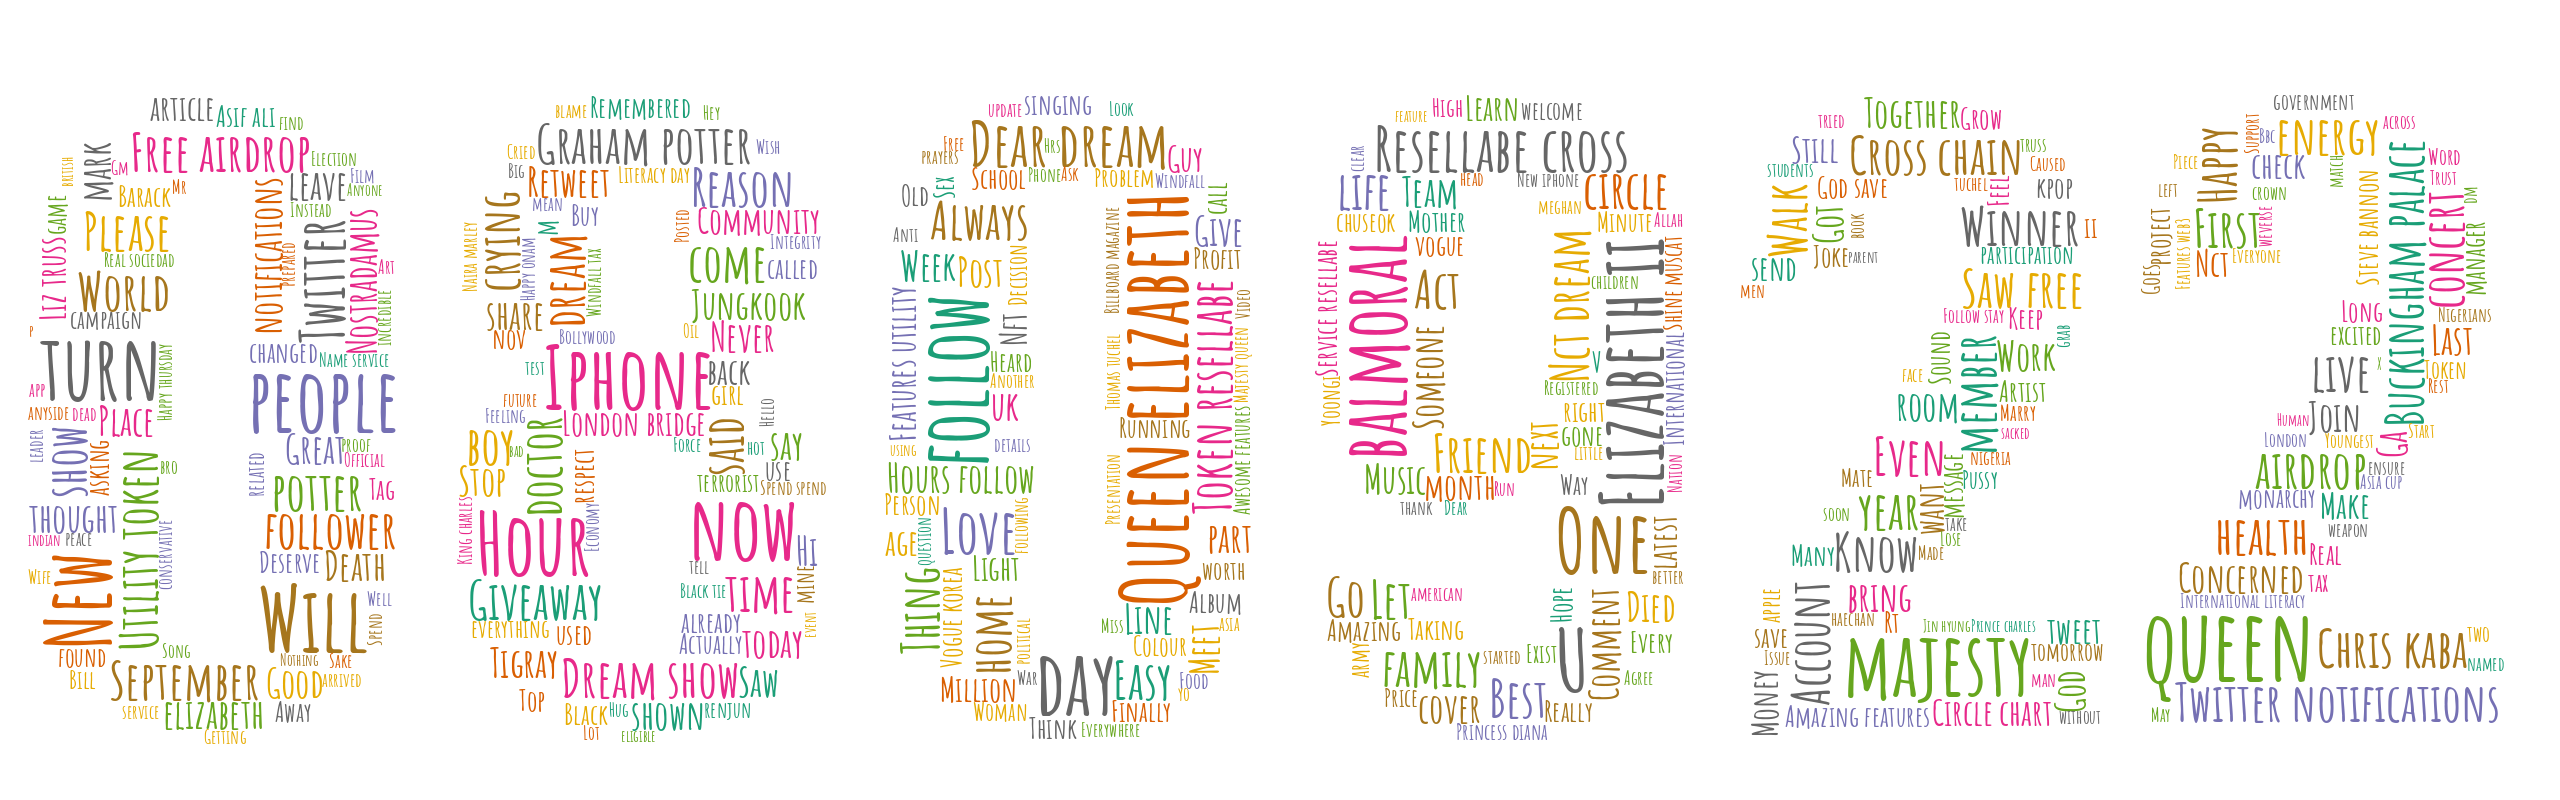 Article
Asif Ali
Find
Free airdrop
Election
Mark
British
Gm
Barack
Mr
Leave
Film
Anyone
Instead
Notifications
Prepared
Twitter
Nostradamus
Art
Incredible
Game
Please
Real Sociedad
Liz Truss
World
Campaign
P
Turn
Happy Thursday
Changed
Name service
App
Anyside
Dead
Place
People
Leader
Show
Asking
Great
Proof
Official
Related
Bro
Utility token
Potter
Tag
Thought
Indian
Peace
Conservative
Follower
Deserve
Death
Wife
New
Will
Well
Spend
Found
Song
Bill
September
Nothing
Sake
Good
Arrived
Service
Elizabeth
Away
Getting
Blame
Remembered
Hey
Cried
Graham Potter
Wish
Big
Retweet
Literacy Day
Reason
Mean
Buy
M
Crying
Naira Marley
Happy Onam
Dream
Windfall tax
Posted
Community
Integrity
Come
Called
Share
Jungkook
Nov
Bollywood
Oil
Never
Test
Iphone
Back
Girl
Future
Feeling
London Bridge
Hello
Boy
Bad
Doctor
Force
Said
Hot
Say
Stop
Respect
Use
Terrorist
Spend spend
King Charles
Hour
Economy
Now
Hi
Tell
Giveaway
Black tie
Time
Mine
Everything
Used
Already
Actually
Today
Event
Tigray
Dream show
Saw
Top
Black
Hug
Shown
Renjun
Lot
Eligible
Update
Singing
Look
Free
Prayers
Dear Dream
Hrs
Guy
School
Phone
Ask
Problem
Windfall
Old
Sex
Call
Always
Anti
Billboard magazine
Queen Elizabeth
Give
Profit
Week
Post
Decision
Features utility
Follow
Nft
Heard
Another
Thomas Tuchel
Token Resellabe
Video
Majesty Queen
UK
Running
Details
Using
Awesome features
Hours follow
Person
Presentation
Following
Question
Love
Age
Part
Light
Worth
Thing
Vogue Korea
Home
Political
Album
Miss
Line
Asia
Colour
Meet
War
Day
Easy
Food
Yo
Million
Woman
Finally
Think
Everywhere
Feature
High
Learn
Welcome
Clear
Resellabe cross
Life
Team
Head
New iphone
Circle
Meghan
Minute
Allah
Chuseok
Mother
Vogue
Balmoral
Service Resellabe
Act
NCT Dream
Children
Elizabeth II
Shine Muscat
Someone
V
Registered
International
Yoongi
Right
Gone
Little
Friend
Next
Music
Month
Run
Way
Nation
Thank
Dear
One
Latest
Better
Go
Let
American
Hope
Comment
Died
Amazing
Taking
U
Every
Army
Family
Started
Exist
Agree
Price
Cover
Best
Really
Princess Diana
Together
Grow
Tried
Still
Cross chain
Truss
Caused
Students
God save
Tuchel
Feel
Kpop
Walk
Got
Book
Winner
II
Joke
Parent
Participation
Send
Men
Saw free
Follow stay
Keep
Grab
Sound
Member
Work
Face
Artist
Room
Marry
Sacked
Even
Nigeria
Message
Mate
Pussy
Soon
Year
Want
Take
Lose
Many
Know
Made
Apple
Account
Bring
Haechan
RT
Jin Hyung
Prince Charles
Tweet
Save
Issue
Majesty
Tomorrow
Man
God
Money
Amazing features
Circle chart
Without
Government
Support
Bbc
Energy
Across
Happy
Piece
Check
Match
Buckingham Palace
Word
Trust
Crown
Left
Steve Bannon
Concert
Dm
Project
First
Weverse
Features web3
Nct
Everyone
Manager
Goes
Long
Nigerians
Excited
Last
Live
X
Token
Rest
Human
Join
London
Youngest
Ga
Start
Airdrop
Ensure
Asia Cup
Monarchy
Make
Weapon
Health
Real
Concerned
Tax
International Literacy
Queen
Chris Kaba
Two
Named
May
Twitter notifications